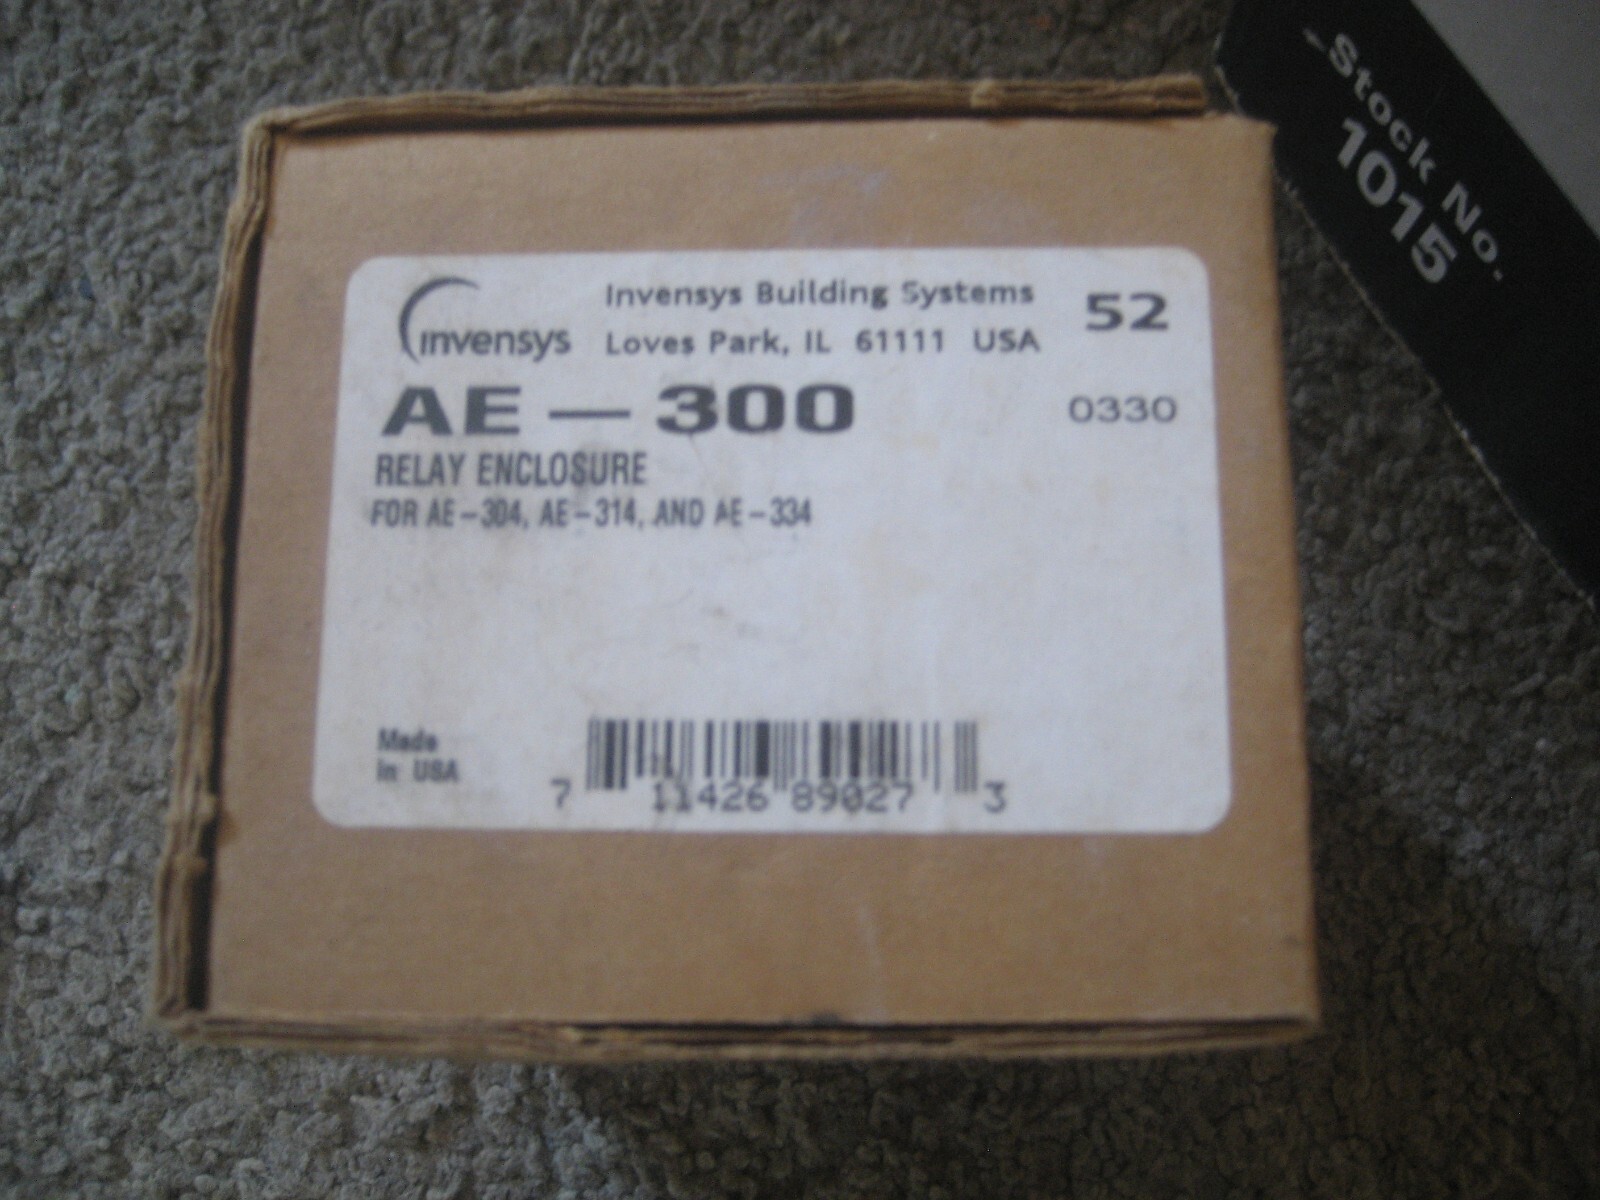 Stock No.
1015
invensys
Invensys Building Systems
Loves Park, IL 61111 USA
52
AE-300
0330
RELAY ENCLOSURE
FOR AE-304, AE-314, AND AE-334
Made
In USA
7 11426 89027 3